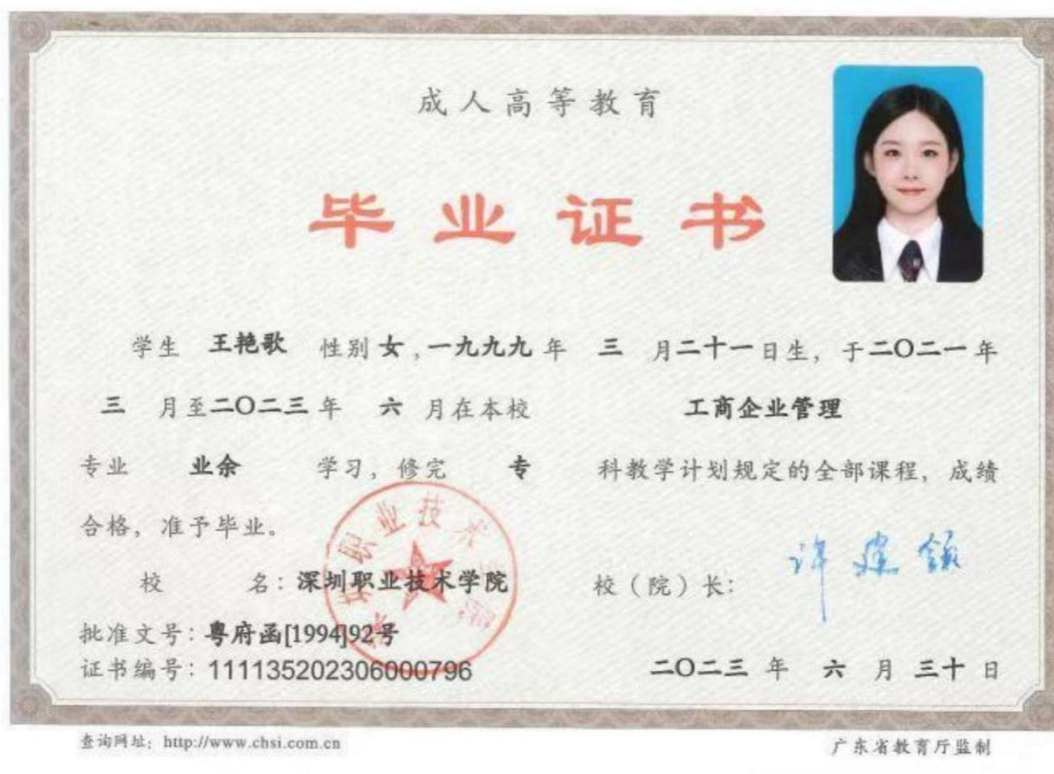 成人高等教育
毕业证书
学生 王艳歌 性别 女 , 一九九九 年 三 月 二十一 日生, 于 二〇二一 年
三 月至 二〇二三 年 六 月在本校 工商企业管理
专业 业余 学习, 修完 专 科教学计划规定的全部课程, 成绩
合格, 准予毕业。
校 名: 深圳职业技术学院 校(院)长:
批准文号: 粤府函[1994]92号
证书编号: 111135202306000796 二〇二三 年 六 月 三十 日
查询网址: http://www.chsi.com.cn 广东省教育厅监制